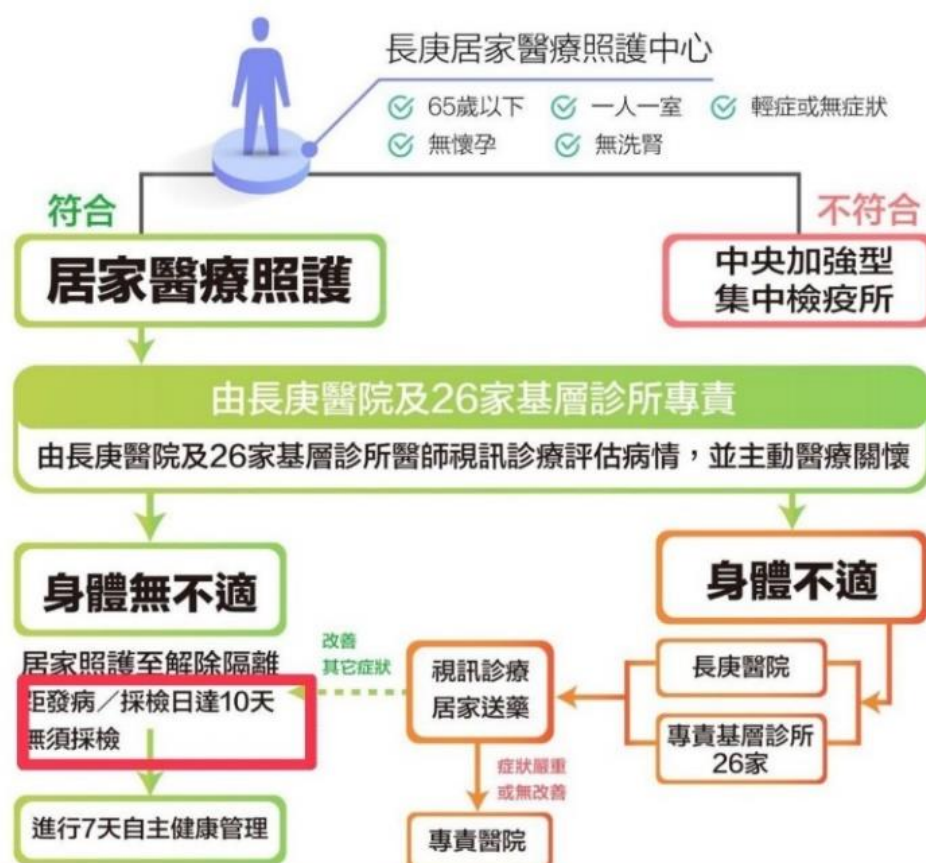 長庚居家醫療照護中心
65歲以下 一人一室 輕症或無症狀
無懷孕 無洗腎
符合 不符合
居家醫療照護
中央加強型
集中檢疫所
由長庚醫院及26家基層診所專責
由長庚醫院及26家基層診所醫師視訊診療評估病情，並主動醫療關懷
身體無不適
身體不適
居家照護至解除隔離
距發病／採檢日達10天
無須採檢
進行7天自主健康管理
改善
其它症狀
視訊診療
居家送藥
長庚醫院
專責基層診所
26家
症狀嚴重
或無改善
專責醫院